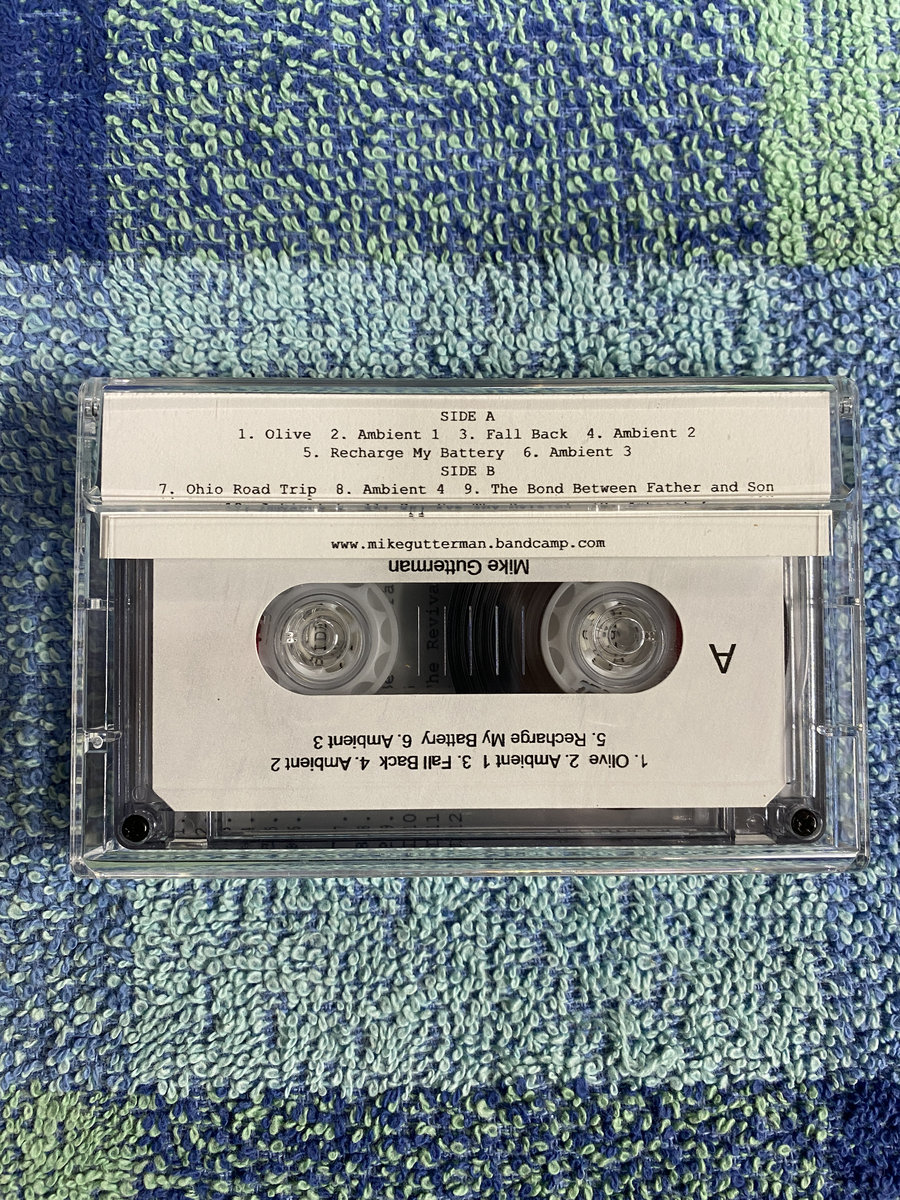 SIDE A
1. Olive 2. Ambient 1 3. Fall Back 4. Ambient 2
5. Recharge My Battery 6. Ambient 3
SIDE B
7. Ohio Road Trip 8. Ambient 4 9. The Bond Between Father and Son
www.mikegutterman.bandcamp.com
Mike Gutterman
A
1. Olive 2. Ambient 1 3. Fall Back 4. Ambient 2
5. Recharge My Battery 6. Ambient 3